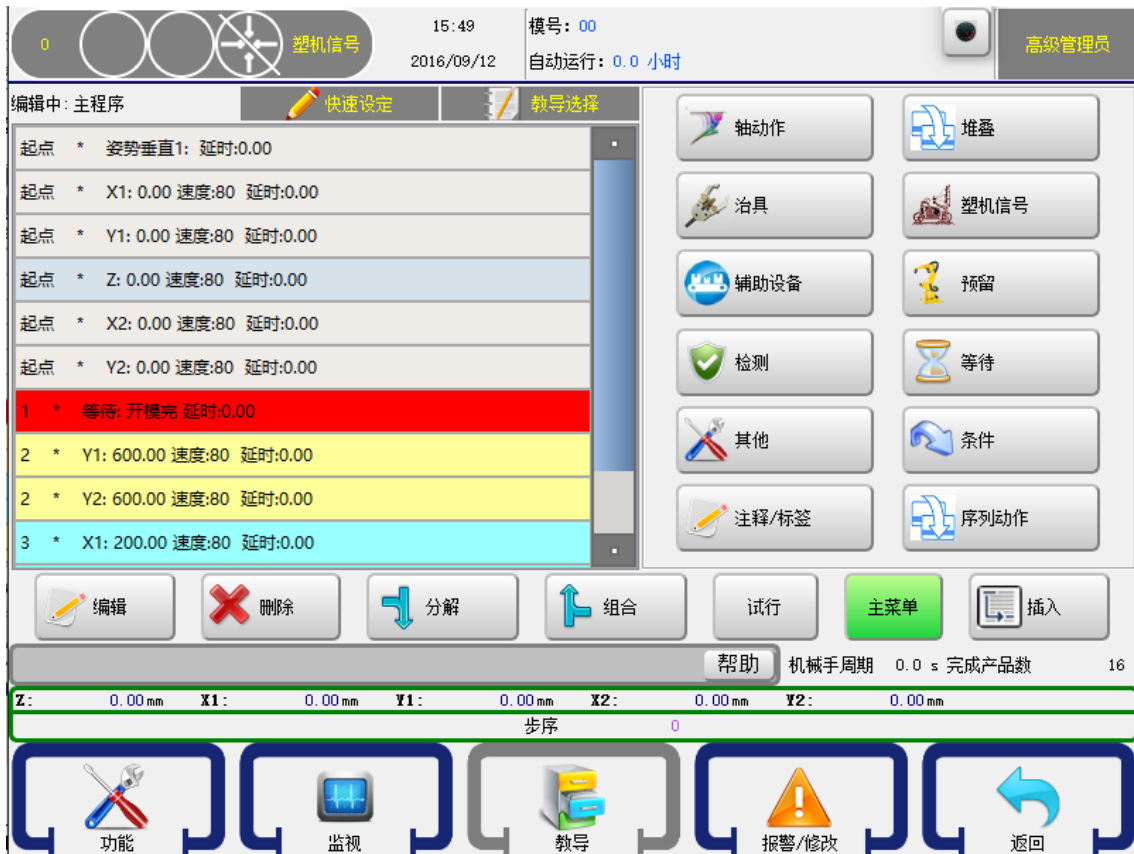 0 塑机信号 15:49 模号: 00 高级管理员
2016/09/12 自动运行: 0.0 小时
编辑中:主程序 快速设定 教导选择
起点 * 姿势垂直1: 延时:0.00
起点 * X1: 0.00 速度:80 延时:0.00
起点 * Y1: 0.00 速度:80 延时:0.00
起点 * Z: 0.00 速度:80 延时:0.00
起点 * X2: 0.00 速度:80 延时:0.00
起点 * Y2: 0.00 速度:80 延时:0.00
1 * 等待: 开模完 延时:0.00
2 * Y1: 600.00 速度:80 延时:0.00
2 * Y2: 600.00 速度:80 延时:0.00
3 * X1: 200.00 速度:80 延时:0.00
轴动作 堆叠
治具 塑机信号
辅助设备 预留
检测 等待
其他 条件
注释/标签 序列动作
编辑 删除 分解 组合 试行 主菜单 插入
帮助 机械手周期 0.0 s 完成产品数 16
Z: 0.00mm X1: 0.00mm Y1: 0.00mm X2: 0.00mm Y2: 0.00mm
步序 0
功能 监视 教导 报警/修改 返回